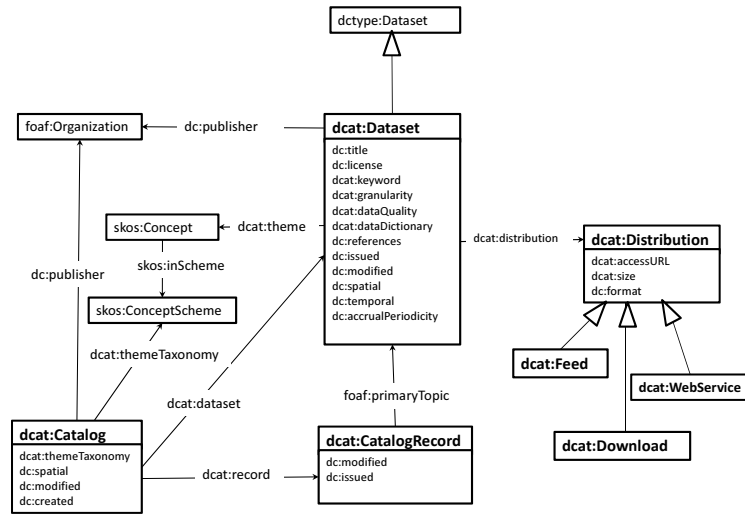 dctype:Dataset
foaf:Organization
dc:publisher
dcat:Dataset
dc:title
dc:license
dcat:keyword
dcat:granularity
dcat:dataQuality
dcat:dataDictionary
dc:references
dc:issued
dc:modified
dc:spatial
dc:temporal
dc:accrualPeriodicity
skos:Concept
dcat:theme
skos:inScheme
dc:publisher
skos:ConceptScheme
dcat:themeTaxonomy
dcat:distribution
dcat:Distribution
dcat:accessURL
dcat:size
dc:format
dcat:Feed
dcat:WebService
dcat:Download
dcat:dataset
foaf:primaryTopic
dcat:Catalog
dcat:themeTaxonomy
dc:spatial
dc:modified
dc:created
dcat:record
dcat:CatalogRecord
dc:modified
dc:issued